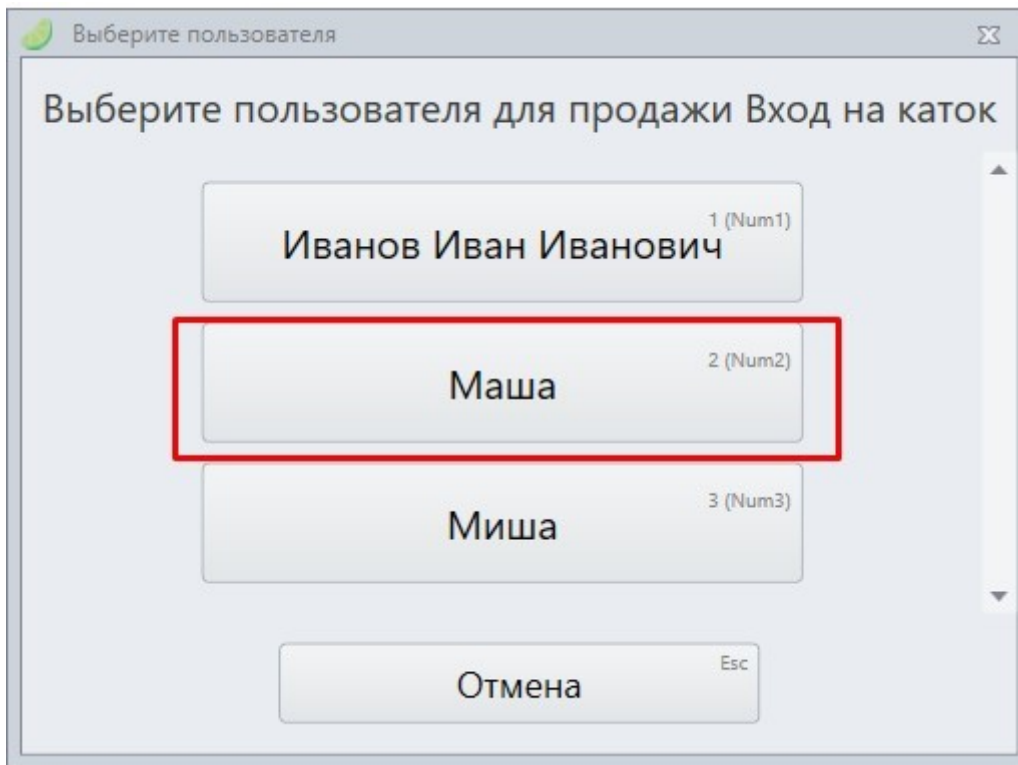 Выберите пользователя
Выберите пользователя для продажи Вход на каток
1 (Num1)
Иванов Иван Иванович
2 (Num2)
Маша
3 (Num3)
Миша
Esc
Отмена